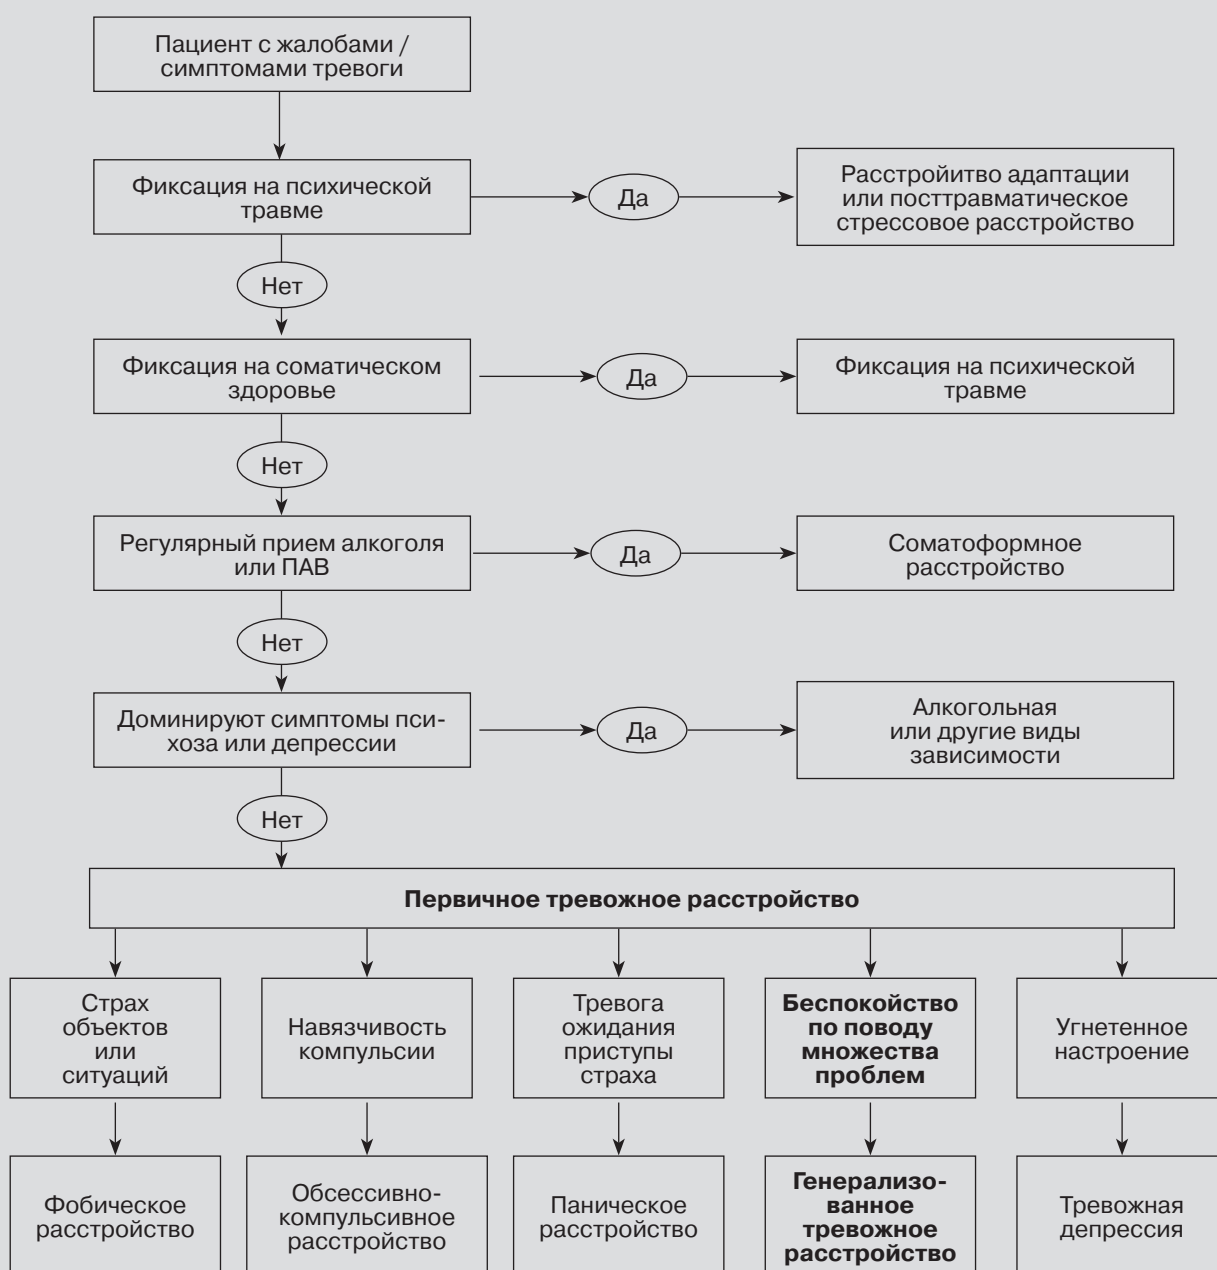 Пациент с жалобами /
симптомами тревоги
Фиксация на психической
травме
Да
Расстройитво адаптации
или посттравматическое
стрессовое расстройство
Нет
Фиксация на соматическом
здоровье
Да
Фиксация на психической
травме
Нет
Регулярный прием алкоголя
или ПАВ
Да
Соматоформное
расстройство
Нет
Доминируют симптомы пси-
хоза или депрессии
Да
Алкогольная
или другие виды
зависимости
Нет
Первичное тревожное расстройство
Страх
объектов
или
ситуаций
Навязчивость
компульсии
Тревога
ожидания
приступы
страха
Беспокойство
по поводу
множества
проблем
Угнетенное
настроение
Фобическое
расстройство
Обсессивно-
компульсивное
расстройство
Паническое
расстройство
Генерализо-
ванное
тревожное
расстройство
Тревожная
депрессия